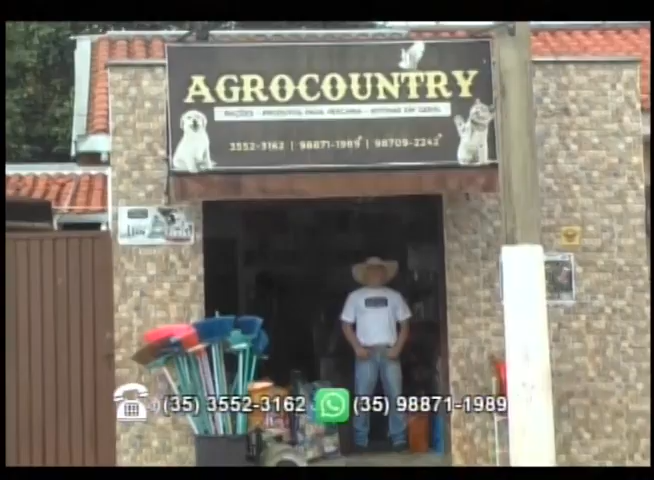 AGROCOUNTRY
RAÇÕES - PRODUTOS PARA PESCARIA - ROTINAS EM GERAL
3552-3162 | 98871-1989 | 98709-2242
(35) 3552-3162
(35) 98871-1989